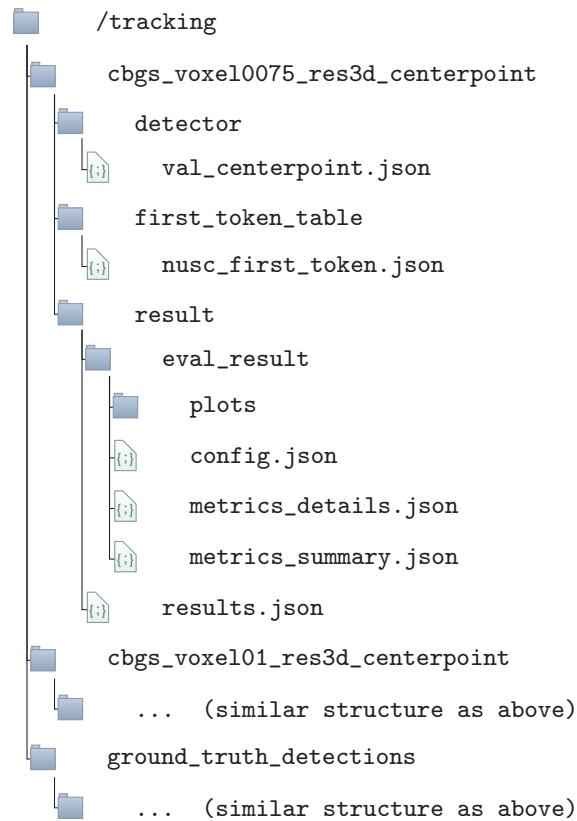 /tracking
cbgs_voxel0075_res3d_centerpoint
detector
{;} val_centerpoint.json
first_token_table
{;} nusc_first_token.json
result
eval_result
plots
{;} config.json
{;} metrics_details.json
{;} metrics_summary.json
{;} results.json
cbgs_voxel01_res3d_centerpoint
... (similar structure as above)
ground_truth_detections
... (similar structure as above)